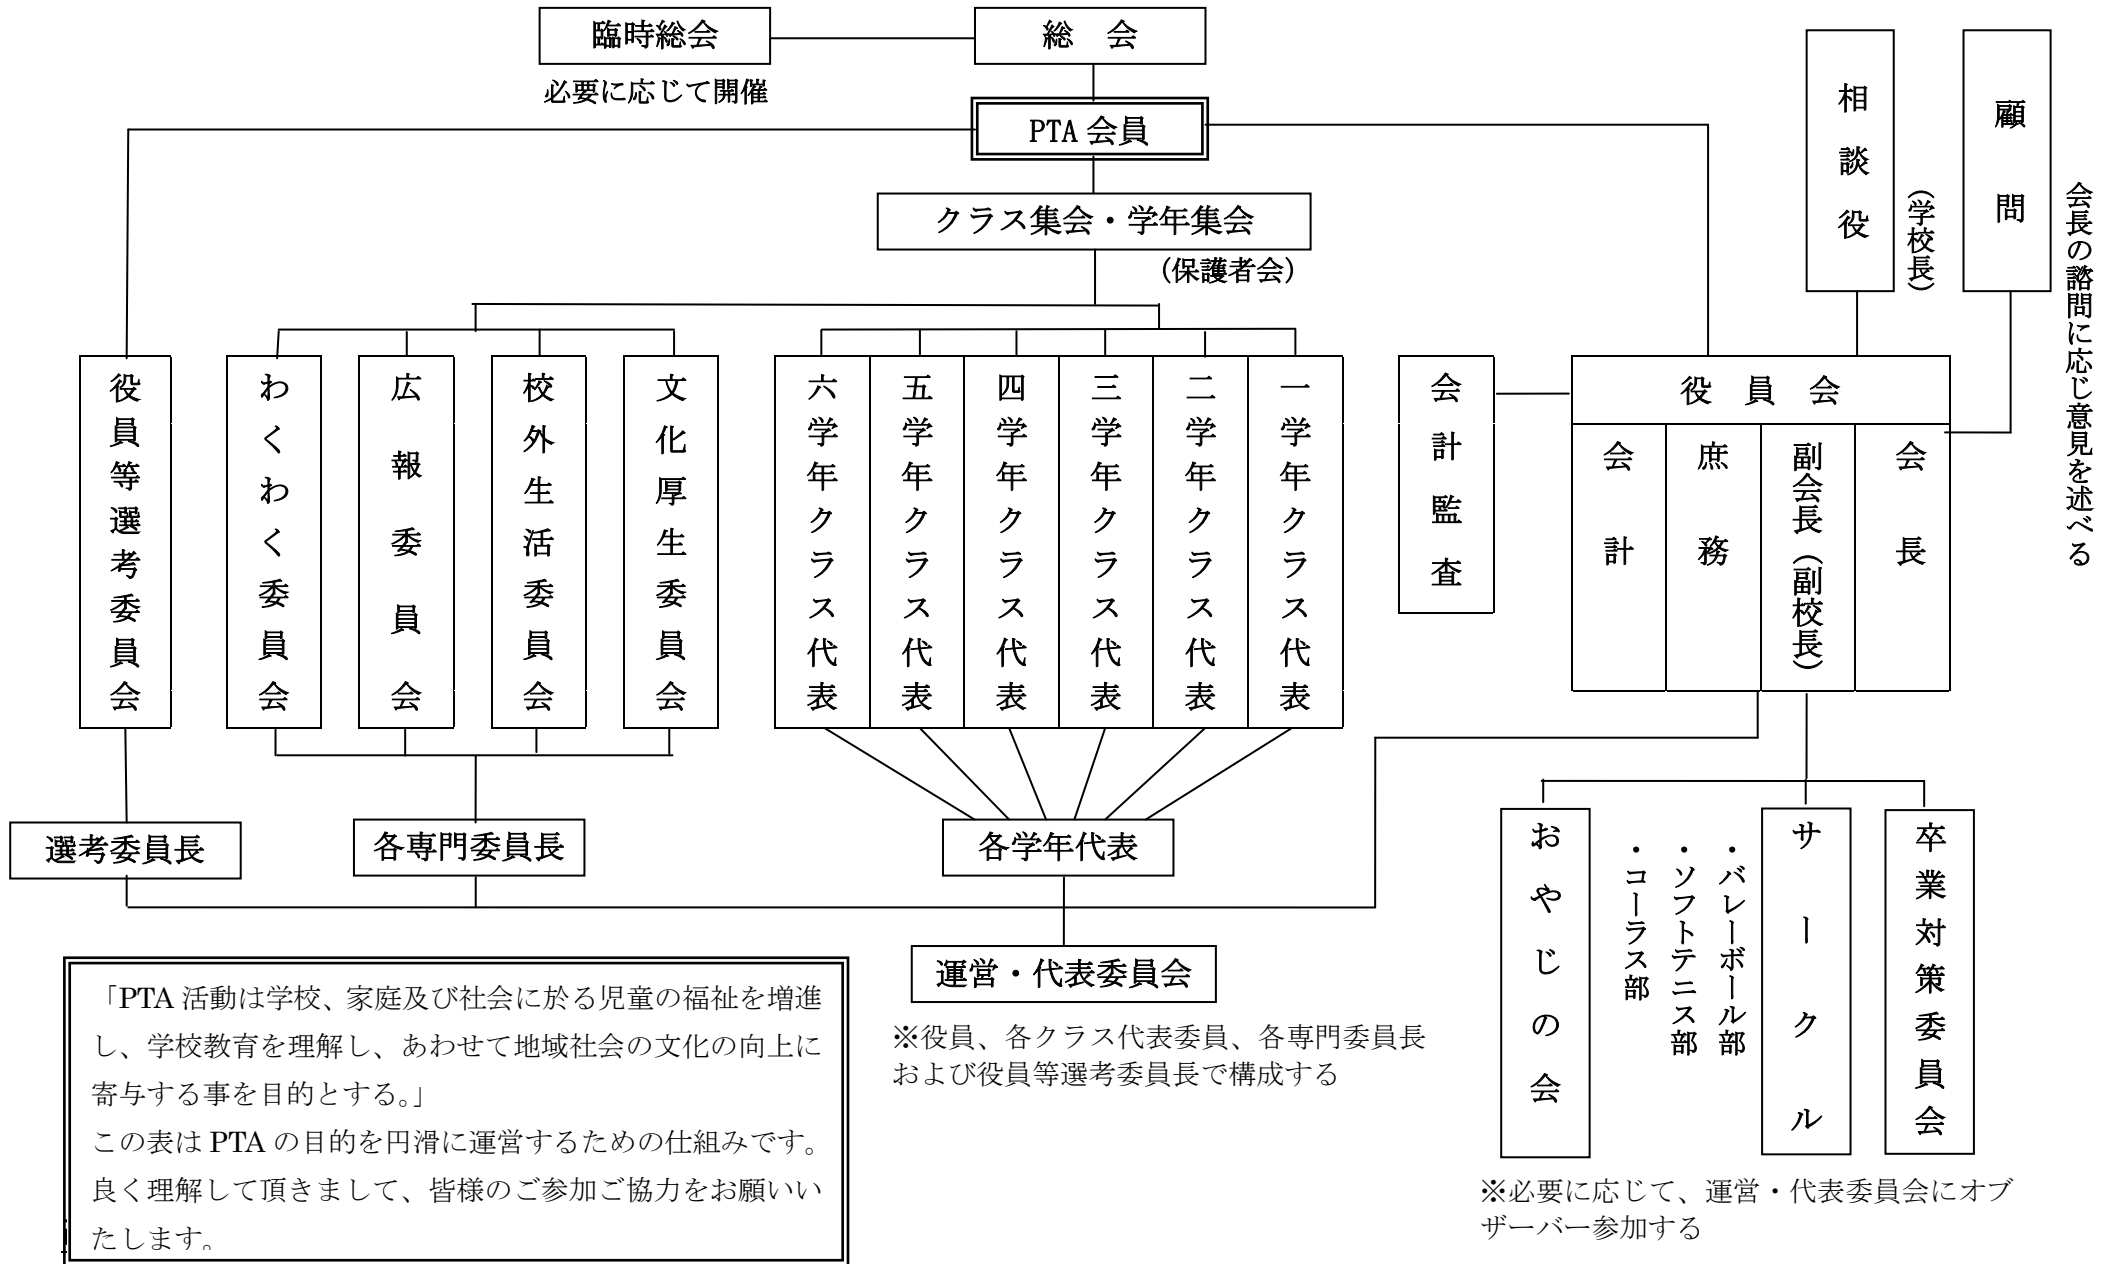 臨時総会
総　会
必要に応じて開催
PTA 会員
クラス集会・学年集会
（保護者会）
相談役
（学校長）
顧問
会長の諮問に応じ意見を述べる
役員等選考委員会
わくわく委員会
広報委員会
校外生活委員会
文化厚生委員会
六学年クラス代表
五学年クラス代表
四学年クラス代表
三学年クラス代表
二学年クラス代表
一学年クラス代表
会計監査
役　員　会
会計
庶務
副会長（副校長）
会長
選考委員長
各専門委員長
各学年代表
運営・代表委員会
※役員、各クラス代表委員、各専門委員長
および役員等選考委員長で構成する
おやじの会
・コーラス部
・ソフトテニス部
・バレーボール部
サークル
卒業対策委員会
※必要に応じて、運営・代表委員会にオブ
ザーバー参加する
「PTA 活動は学校、家庭及び社会に於る児童の福祉を増進
し、学校教育を理解し、あわせて地域社会の文化の向上に
寄与する事を目的とする。」
この表は PTA の目的を円滑に運営するための仕組みです。
良く理解して頂きまして、皆様のご参加ご協力をお願いい
たします。